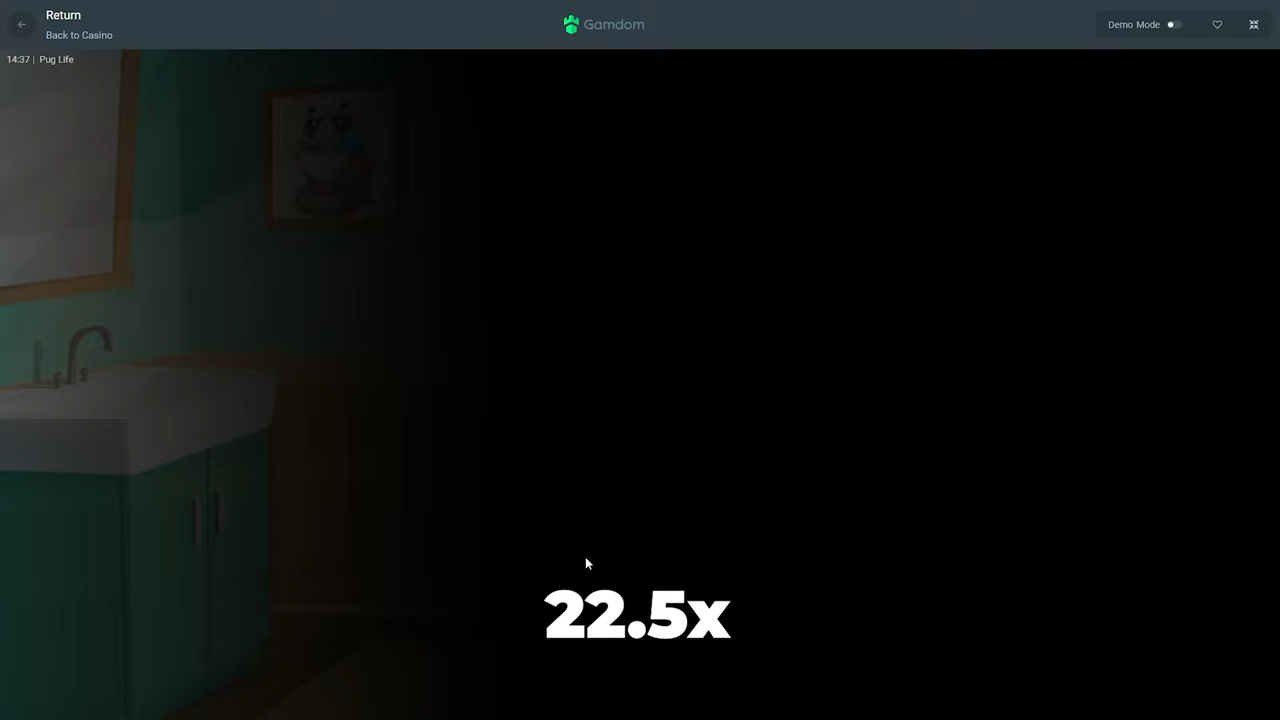 Return
Back to Casino
Gamdom
Demo Mode
14:37 | Pug Life
22.5x